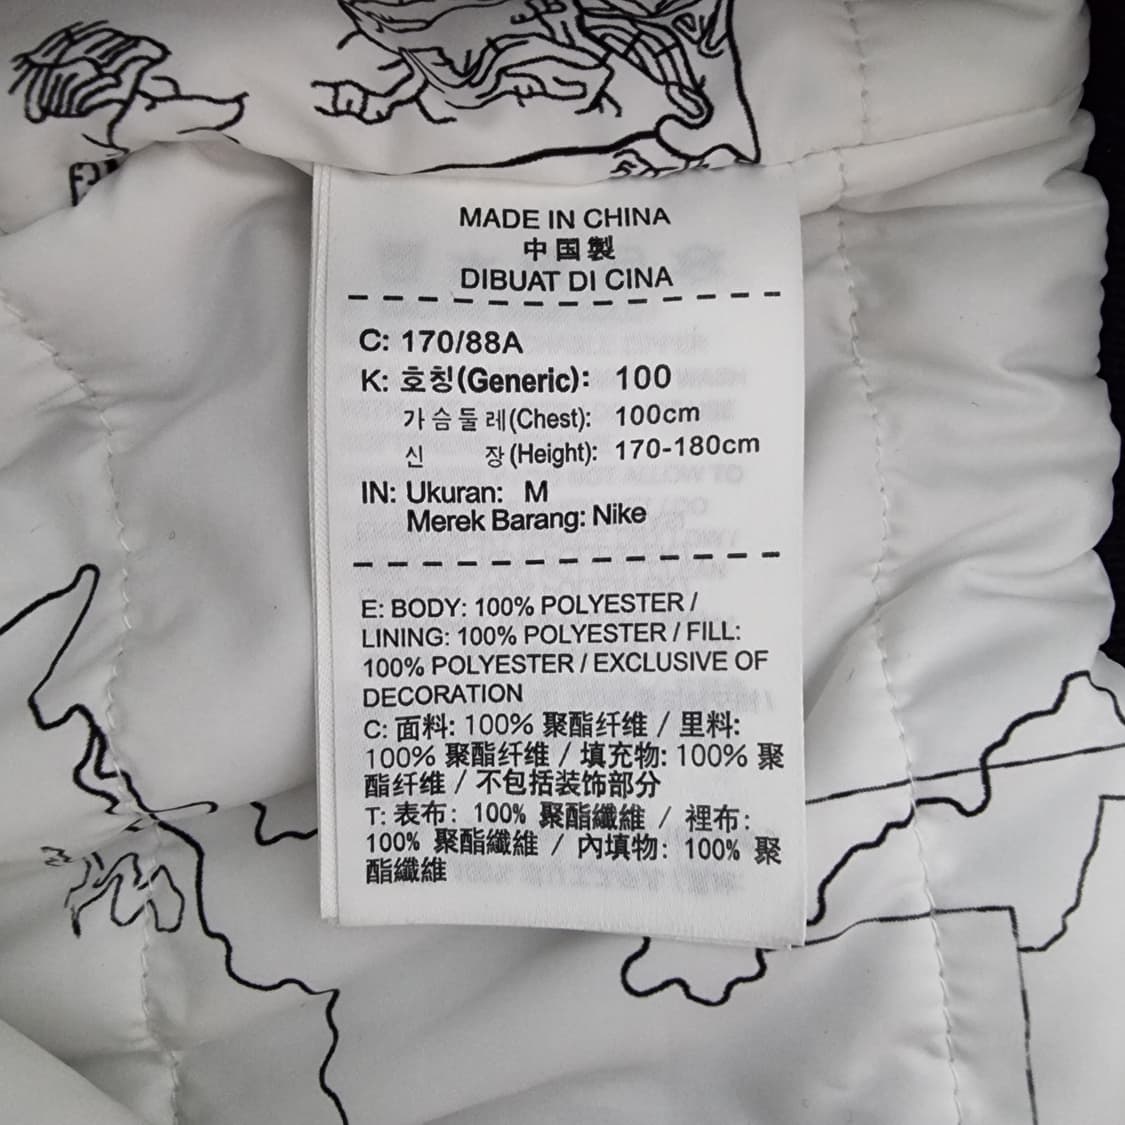 MADE IN CHINA
中国製
DIBUAT DI CINA
C: 170/88A
K: 호칭(Generic): 100
가슴둘레(Chest): 100cm
신 장(Height): 170-180cm
IN: Ukuran: M
Merek Barang: Nike
E: BODY: 100% POLYESTER /
LINING: 100% POLYESTER / FILL:
100% POLYESTER / EXCLUSIVE OF
DECORATION
C: 面料: 100% 聚酯纤维 / 里料:
100% 聚酯纤维 / 填充物: 100% 聚
酯纤维 / 不包括装饰部分
T: 表布: 100% 聚酯纖維 / 裡布:
100% 聚酯纖維 / 內填物: 100% 聚
酯纖維